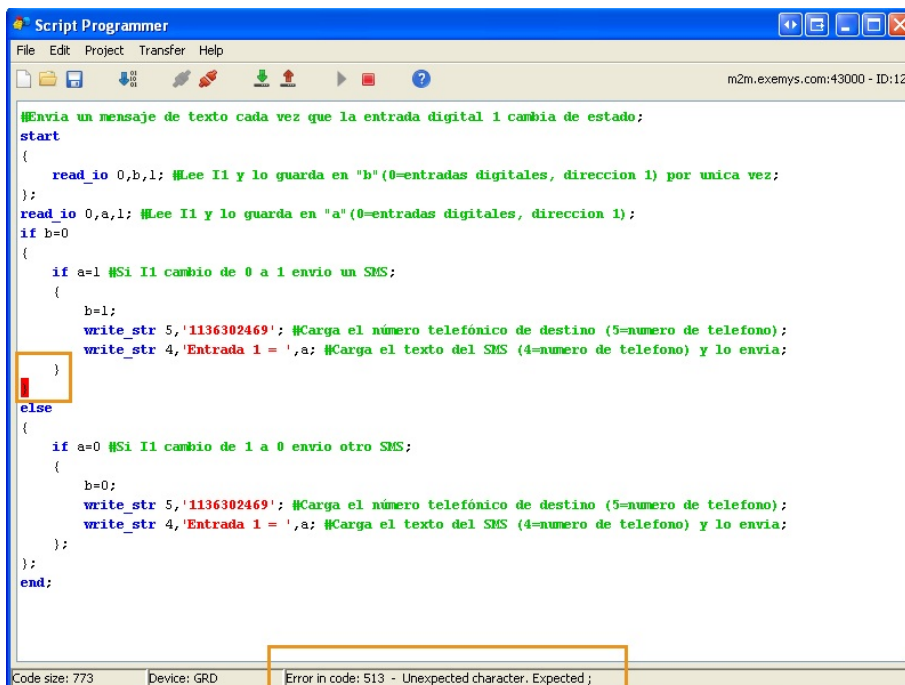 Script Programmer
File Edit Project Transfer Help
m2m.exemys.com:43000 - ID:12
#Envia un mensaje de texto cada vez que la entrada digital 1 cambia de estado;
start
{
read_io 0,b,1; #Lee I1 y lo guarda en "b"(0=entradas digitales, direccion 1) por unica vez;
};
read_io 0,a,1; #Lee I1 y lo guarda en "a"(0=entradas digitales, direccion 1);
if b=0
{
if a=1 #Si I1 cambio de 0 a 1 envio un SMS;
{
b=1;
write_str 5,'1136302469'; #Carga el número telefónico de destino (5=numero de telefono);
write_str 4,'Entrada 1 = ',a; #Carga el texto del SMS (4=numero de telefono) y lo envia;
}
}
else
{
if a=0 #Si I1 cambio de 1 a 0 envio otro SMS;
{
b=0;
write_str 5,'1136302469'; #Carga el número telefónico de destino (5=numero de telefono);
write_str 4,'Entrada 1 = ',a; #Carga el texto del SMS (4=numero de telefono) y lo envia;
};
};
end;
Code size: 773 Device: GRD Error in code: 513 - Unexpected character. Expected ;